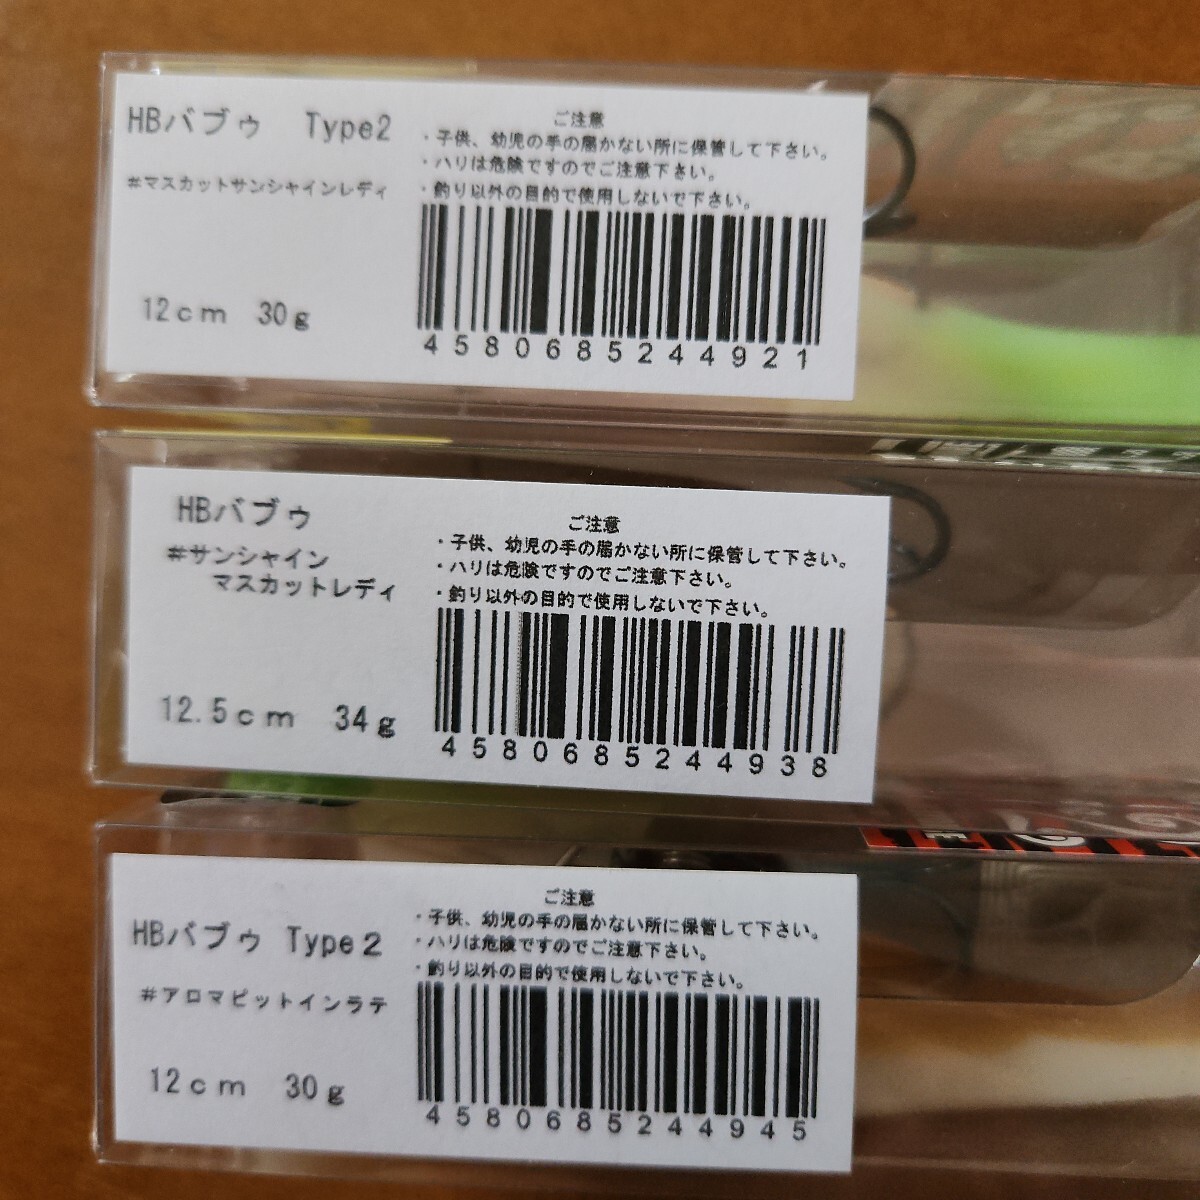 HBバブゥ Type2
#マスカットサンシャインレディ
12cm 30g
ご注意
・子供、幼児の手の届かない所に保管して下さい。
・ハリは危険ですのでご注意下さい。
・釣り以外の目的で使用しないで下さい。
4580685244921
HBバブゥ
#サンシャイン
マスカットレディ
12.5cm 34g
ご注意
・子供、幼児の手の届かない所に保管して下さい。
・ハリは危険ですのでご注意下さい。
・釣り以外の目的で使用しないで下さい。
4580685244938
HBバブゥ Type2
#アロマピットインラテ
12cm 30g
ご注意
・子供、幼児の手の届かない所に保管して下さい。
・ハリは危険ですのでご注意下さい。
・釣り以外の目的で使用しないで下さい。
4580685244945